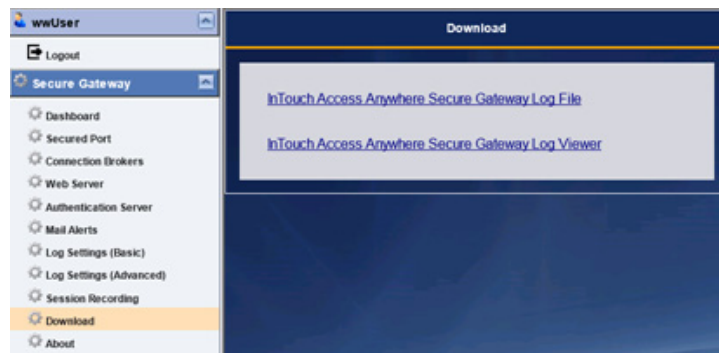 wwUser
Logout
Secure Gateway
Dashboard
Secured Port
Connection Brokers
Web Server
Authentication Server
Mail Alerts
Log Settings (Basic)
Log Settings (Advanced)
Session Recording
Download
About
Download
InTouch Access Anywhere Secure Gateway Log File
InTouch Access Anywhere Secure Gateway Log Viewer